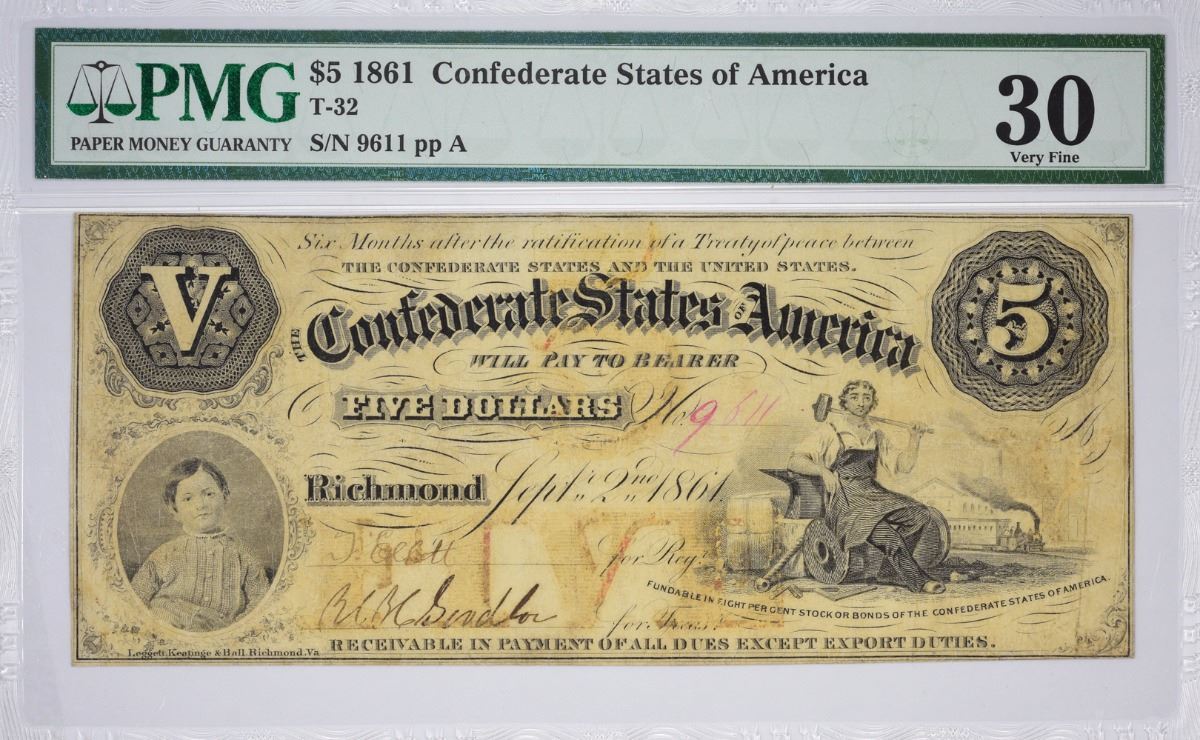 PMG
PAPER MONEY GUARANTY
$5 1861 Confederate States of America
T-32
S/N 9611 pp A
30
Very Fine
Six Months after the ratification of a Treaty of peace between
THE CONFEDERATE STATES AND THE UNITED STATES.
V
THE Confederate States OF America
5
WILL PAY TO BEARER
FIVE DOLLARS No. 9611 A
Richmond Sept. 2nd 1861
for Regr.
for Treasr.
FUNDABLE IN EIGHT PER CENT STOCK OR BONDS OF THE CONFEDERATE STATES OF AMERICA.
RECEIVABLE IN PAYMENT OF ALL DUES EXCEPT EXPORT DUTIES.
Leggett, Keatinge & Ball, Richmond, Va